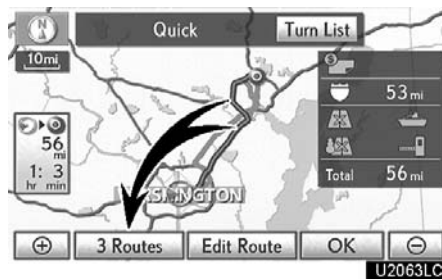 Quick
Turn List
10mi
$
53 mi
56
mi
1: 3
hr min
Total 56 mi
3 Routes
Edit Route
OK
U2063LC